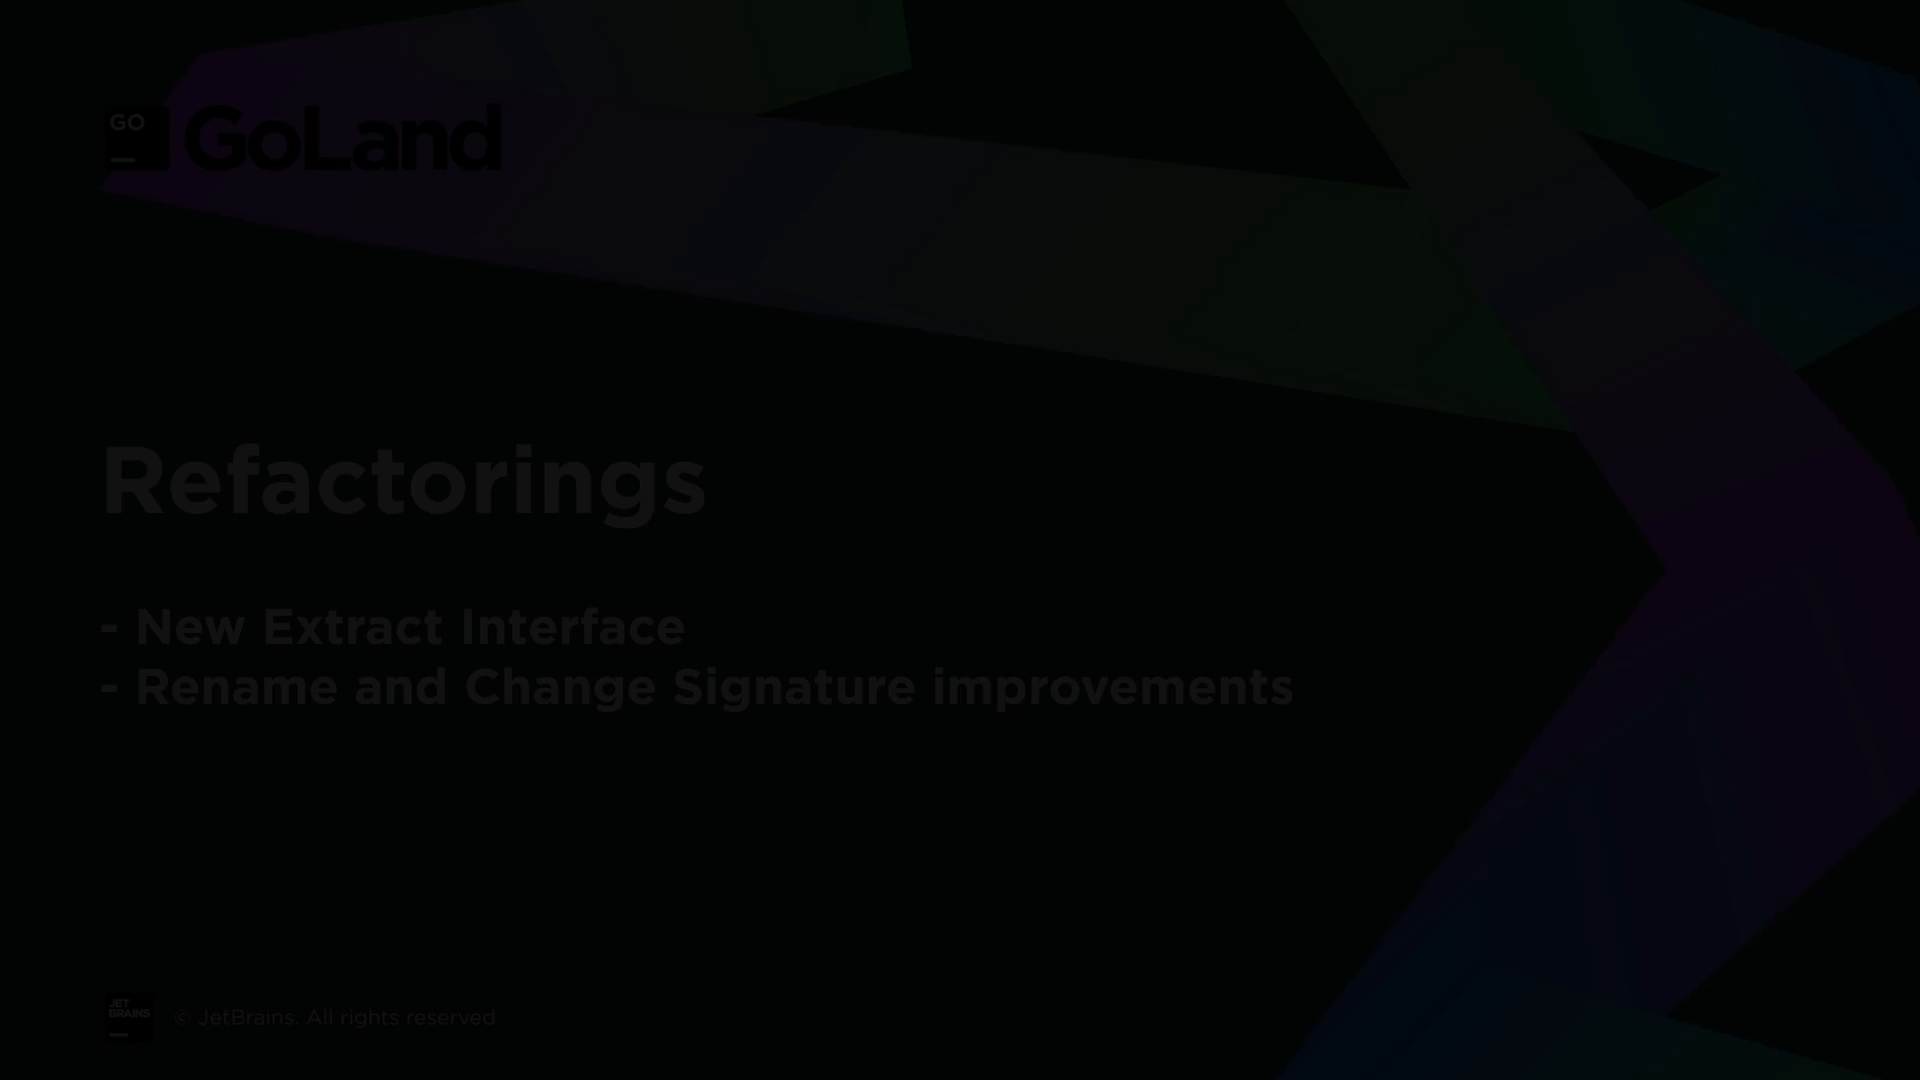 GO
GoLand
Refactorings
- New Extract Interface
- Rename and Change Signature improvements
JET
BRAINS
© JetBrains. All rights reserved